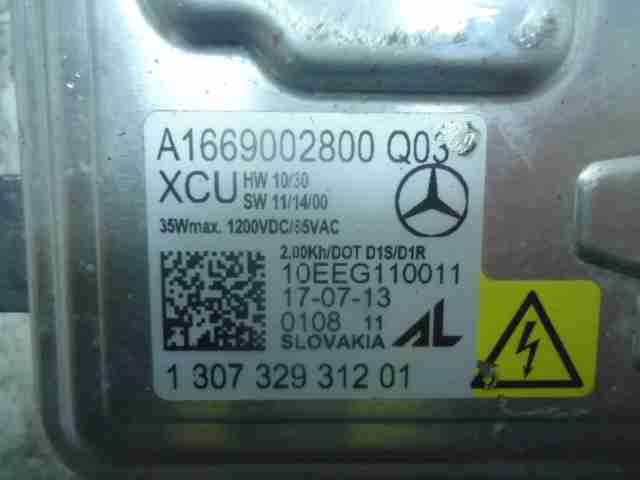 A1669002800 Q03
XCU HW 10/30
SW 11/14/00
35Wmax. 1200VDC/85VAC
2.00Kh/DOT D1S/D1R
10EEG110011
17-07-13
0108 11
SLOVAKIA AL
1 307 329 312 01